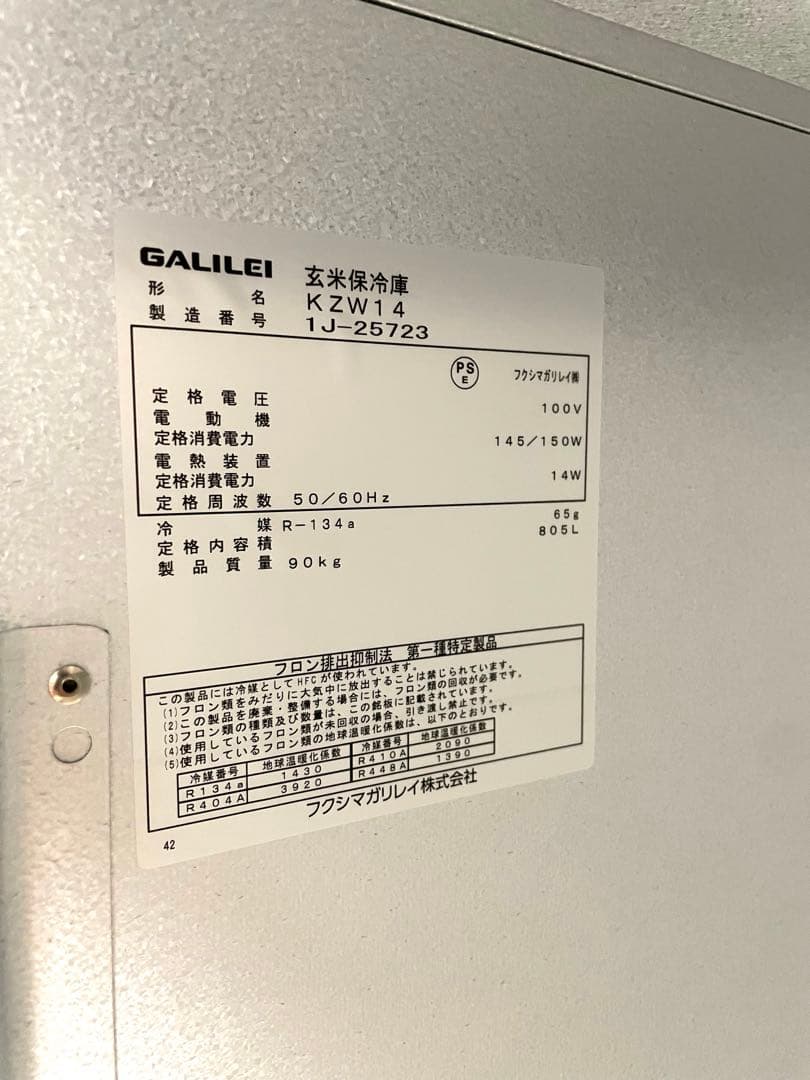 GALILEI 玄米保冷庫
形名 KZW14
製造番号 1J-25723
PS E フクシマガリレイ㈱
定格電圧 100V
電動機
定格消費電力 145/150W
電熱装置
定格消費電力 14W
定格周波数 50/60Hz
冷媒 R-134a 65g
定格内容積 805L
製品質量 90kg
フロン排出抑制法 第一種特定製品
この製品には冷媒としてHFCが使われています。
(1)フロン類をみだりに大気中に放出することは禁じられています。
(2)この製品を廃棄・整備する場合には、フロン類の回収が必要です。
(3)フロン類の種類及び数量は、この銘板に記載されています。
(4)使用しているフロン類が未回収の場合、引き渡し禁止です。
(5)使用しているフロン類の地球温暖化係数は、以下のとおりです。
冷媒番号 地球温暖化係数 冷媒番号 地球温暖化係数
R134a 1430 R410A 2090
R404A 3920 R448A 1390
フクシマガリレイ株式会社
42